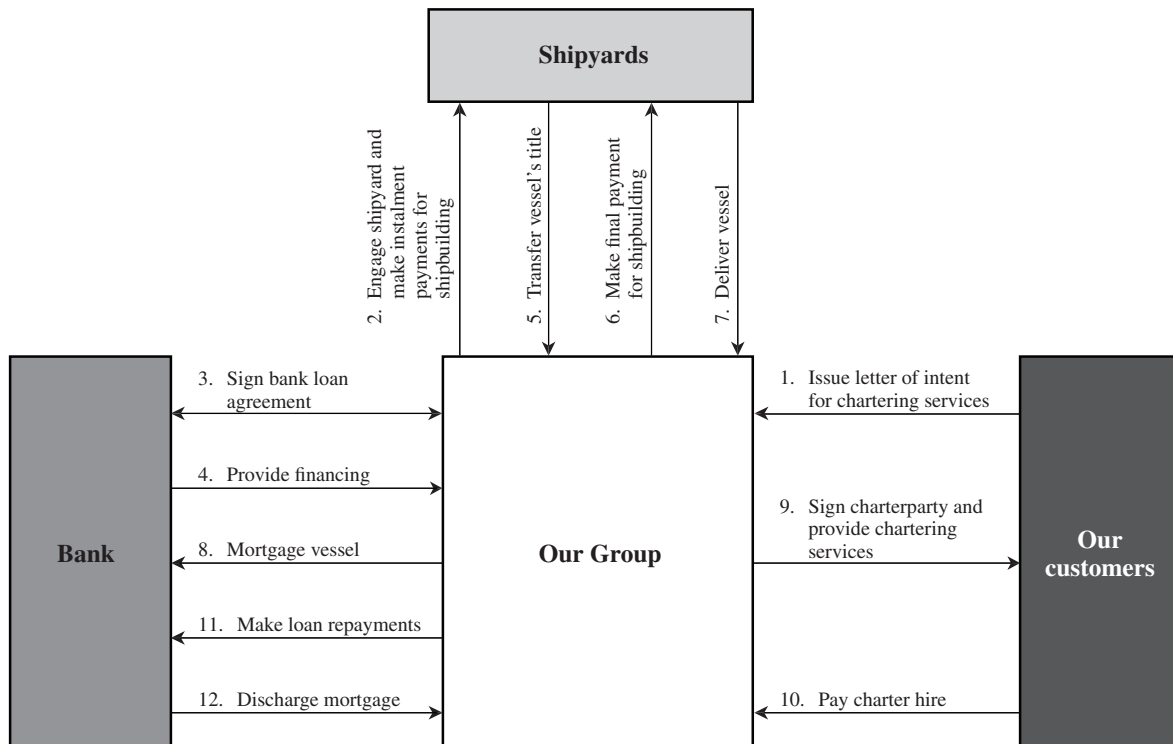 Shipyards
2. Engage shipyard and
make instalment
payments for
shipbuilding
5. Transfer vessel's title
6. Make final payment
for shipbuilding
7. Deliver vessel
3. Sign bank loan
agreement
4. Provide financing
8. Mortgage vessel
11. Make loan repayments
12. Discharge mortgage
Bank
Our Group
1. Issue letter of intent
for chartering services
9. Sign charterparty and
provide chartering
services
10. Pay charter hire
Our
customers